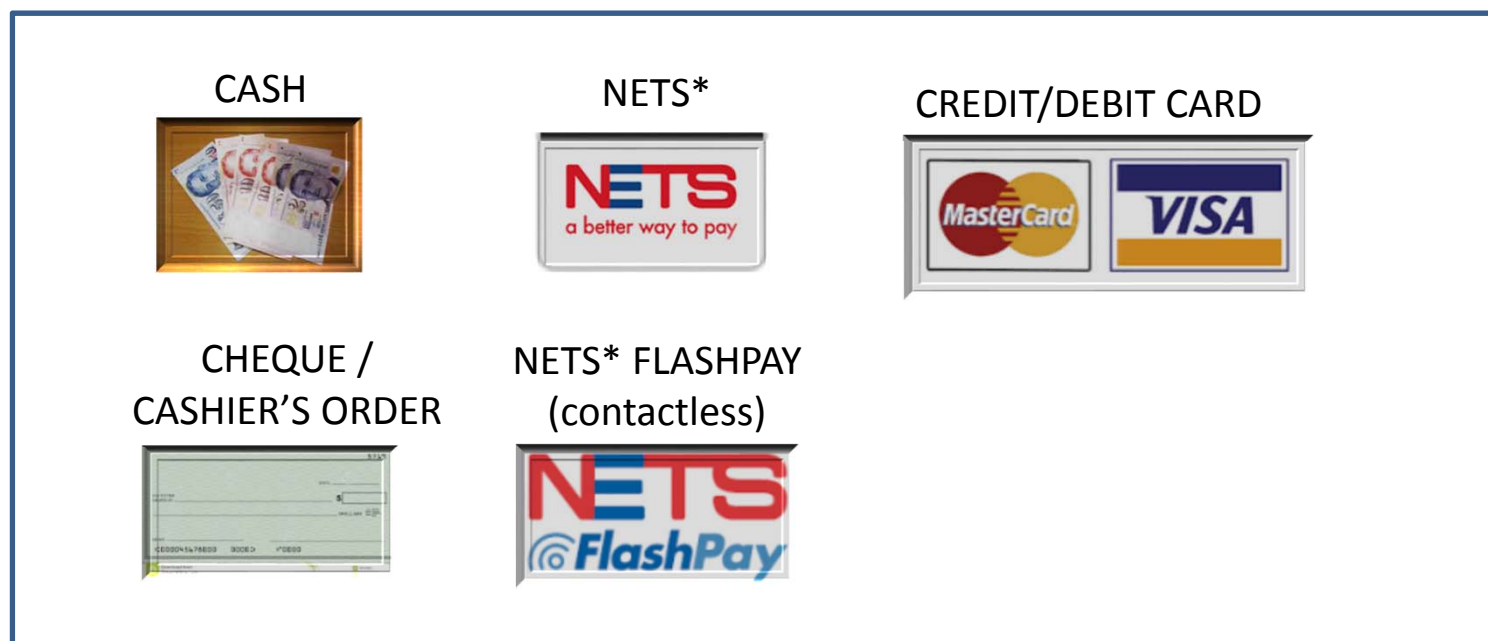 CASH
NETS*
CREDIT/DEBIT CARD
NETS
a better way to pay
MasterCard
VISA
CHEQUE /
CASHIER’S ORDER
NETS* FLASHPAY
(contactless)
$
NETS
FlashPay